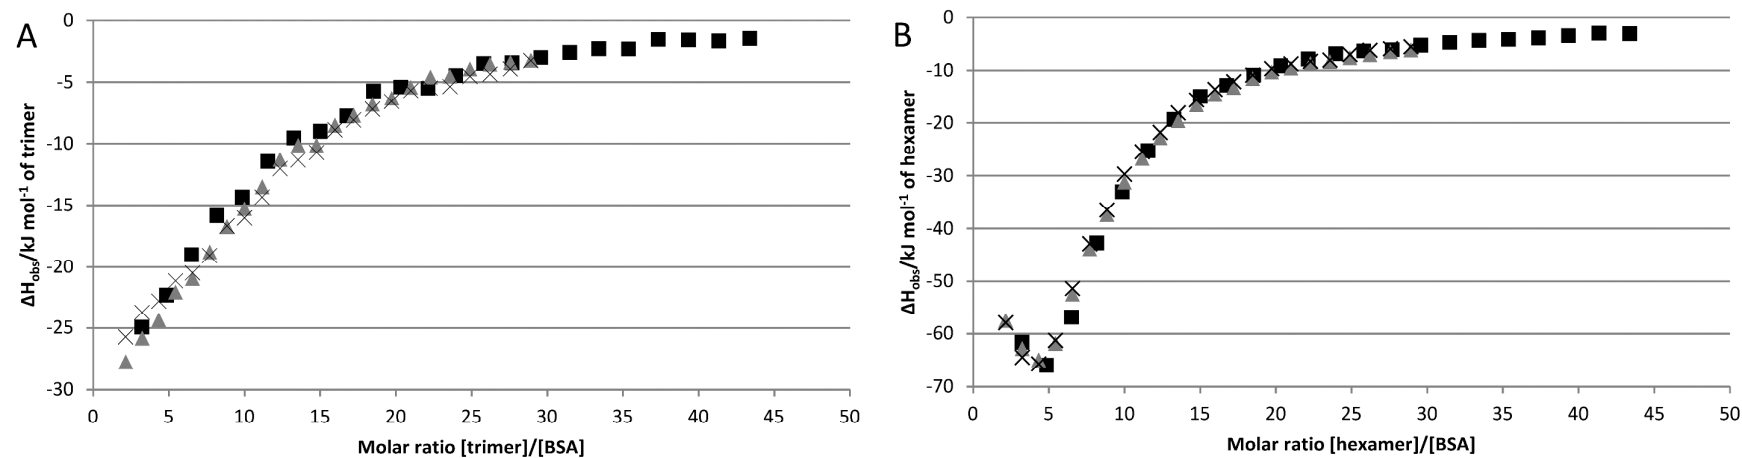 A
0
-5
-10
-15
-20
-25
-30
ΔHobs/kJ mol-1 of trimer
0 5 10 15 20 25 30 35 40 45 50
Molar ratio [trimer]/[BSA]
B
0
-10
-20
-30
-40
-50
-60
-70
ΔHobs/kJ mol-1 of hexamer
0 5 10 15 20 25 30 35 40 45 50
Molar ratio [hexamer]/[BSA]